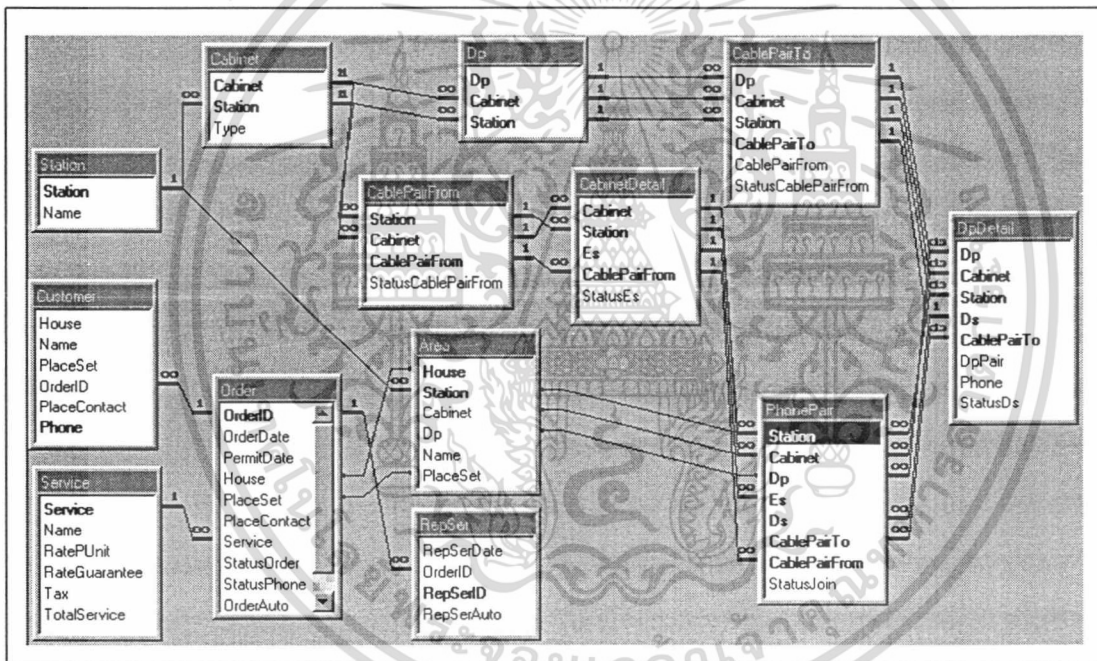 Cabinet
Cabinet
Station
Type
Dp
Dp
Cabinet
Station
CablePairTo
Dp
Cabinet
Station
CablePairTo
CablePairFrom
StatusCablePairFrom
Station
Station
Name
CablePairFrom
Station
Cabinet
CablePairFrom
StatusCablePairFrom
CabinetDetail
Cabinet
Station
Es
CablePairFrom
StatusEs
DpDetail
Dp
Cabinet
Station
Ds
CablePairTo
DpPair
Phone
StatusDs
Customer
House
Name
PlaceSet
OrderID
PlaceContact
Phone
Order
OrderID
OrderDate
PermitDate
House
PlaceSet
PlaceContact
Service
StatusOrder
StatusPhone
OrderAuto
Area
House
Station
Cabinet
Dp
Name
PlaceSet
PhonePair
Station
Cabinet
Dp
Es
Ds
CablePairTo
CablePairFrom
StatusJoin
Service
Service
Name
RatePUnit
RateGuarantee
Tax
TotalService
RepSer
RepSerDate
OrderID
RepSerID
RepSerAuto